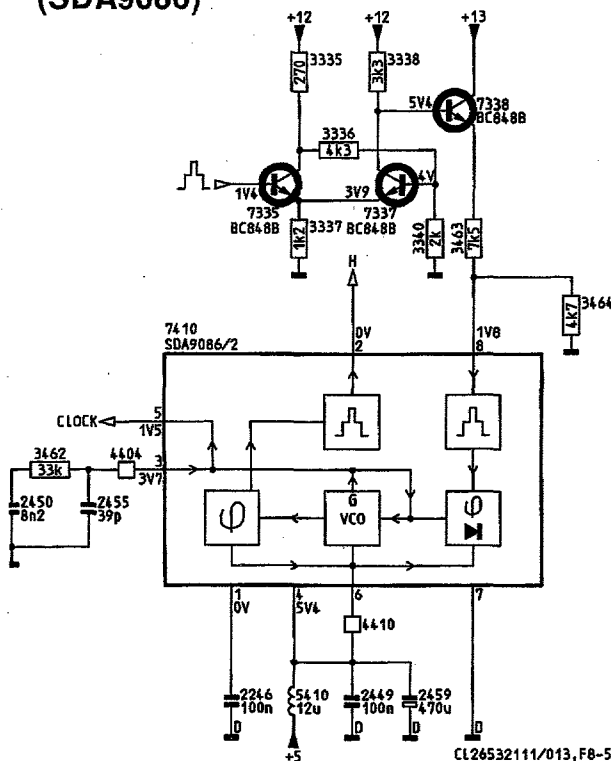 (SDA9086)
+12
+12
+13
3335
270
3338
3k3
5V4
7338
BC848B
3336
4k3
1V4
3V9
4V
7335
BC848B
3337
1k2
7337
BC848B
3340
2k
3463
7k5
3464
4k7
H
7410
SDA9086/2
0V
2
1V8
8
CLOCK
5
1V5
3462
33k
4404
3
3V7
2450
8n2
2455
39p
φ
G
VCO
φ
1
0V
4
5V4
6
7
4410
2246
100n
5410
12u
2449
100n
2459
470u
D
D
D
D
+5
CL26532111/013,F8-5